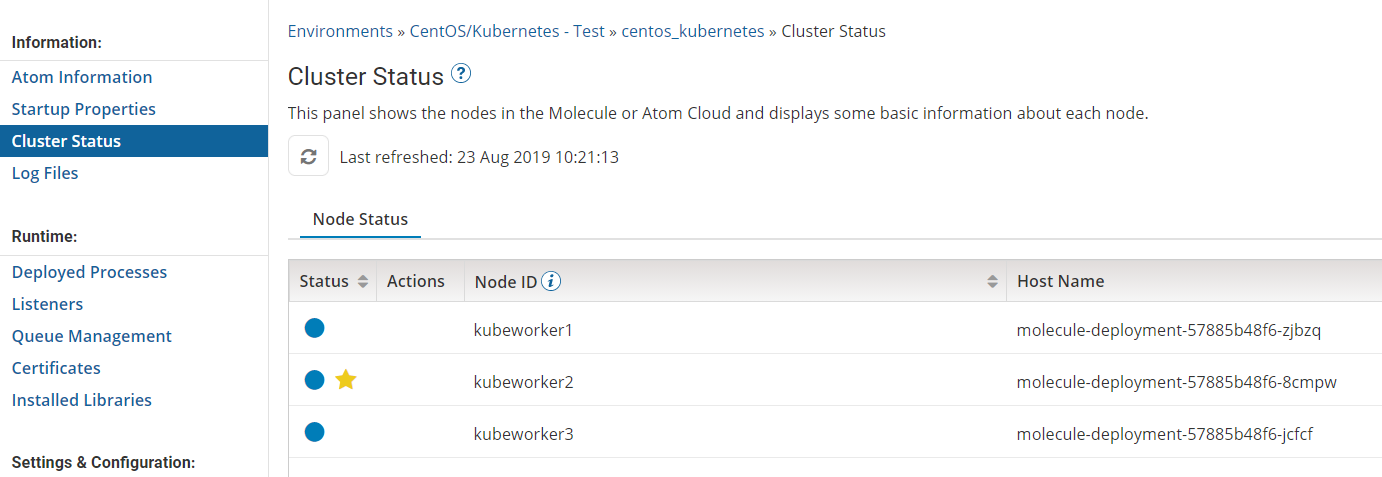 Information:
Atom Information
Startup Properties
Cluster Status
Log Files
Runtime:
Deployed Processes
Listeners
Queue Management
Certificates
Installed Libraries
Settings & Configuration:
Environments » CentOS/Kubernetes - Test » centos_kubernetes » Cluster Status
Cluster Status ?
This panel shows the nodes in the Molecule or Atom Cloud and displays some basic information about each node.
Last refreshed: 23 Aug 2019 10:21:13
Node Status
Status Actions Node ID i Host Name
kubeworker1 molecule-deployment-57885b48f6-zjbzq
kubeworker2 molecule-deployment-57885b48f6-8cmpw
kubeworker3 molecule-deployment-57885b48f6-jcfcf